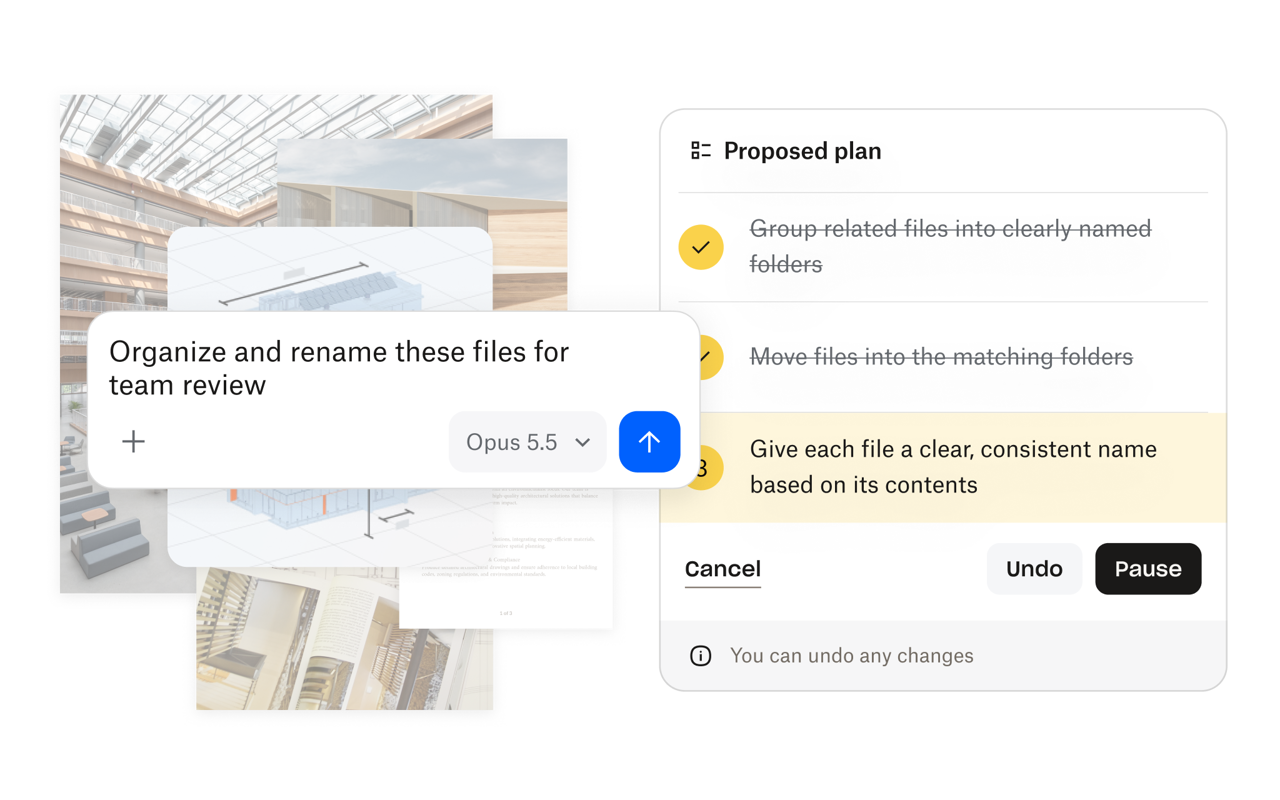 Organize and rename these files for
team review
Opus 5.5
Proposed plan
Group related files into clearly named
folders
Move files into the matching folders
3
Give each file a clear, consistent name
based on its contents
Cancel
Undo
Pause
You can undo any changes